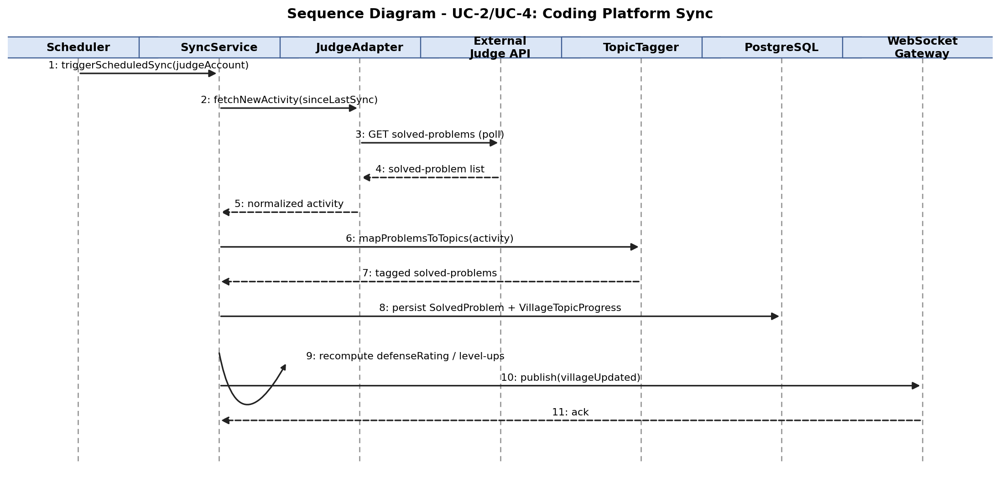 Sequence Diagram - UC-2/UC-4: Coding Platform Sync
Scheduler
SyncService
JudgeAdapter
External
Judge API
TopicTagger
PostgreSQL
WebSocket
Gateway
1: triggerScheduledSync(judgeAccount)
2: fetchNewActivity(sinceLastSync)
3: GET solved-problems (poll)
4: solved-problem list
5: normalized activity
6: mapProblemsToTopics(activity)
7: tagged solved-problems
8: persist SolvedProblem + VillageTopicProgress
9: recompute defenseRating / level-ups
10: publish(villageUpdated)
11: ack